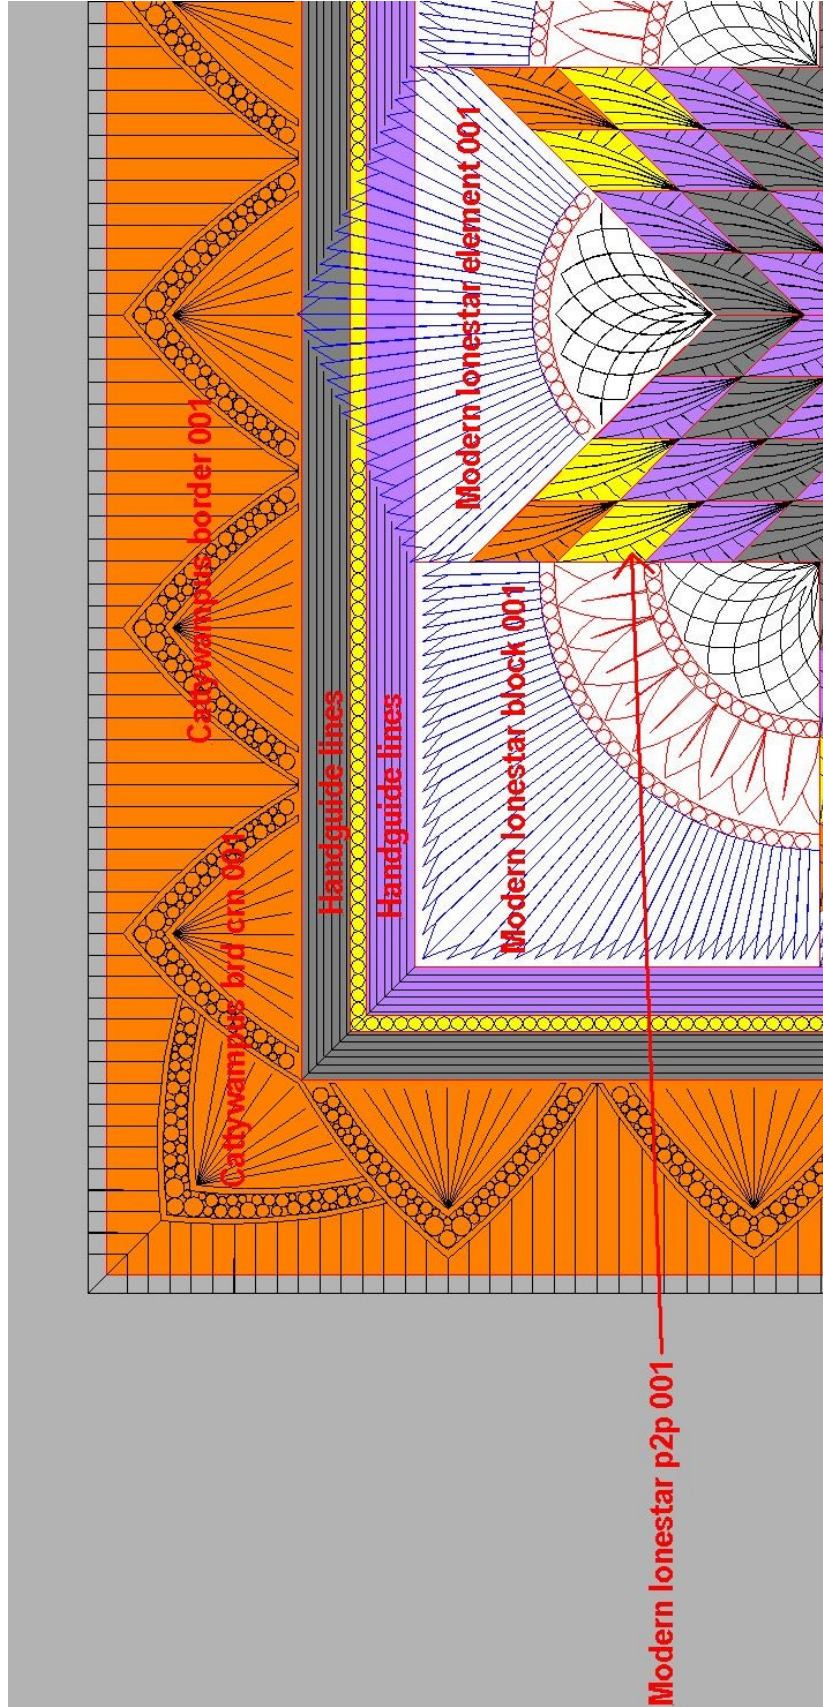 Cattywampus brd crn 001
Cattywampus border 001
Handguide lines
Handguide lines
Modern lonestar element 001
Modern lonestar block 001
Modern lonestar p2p 001